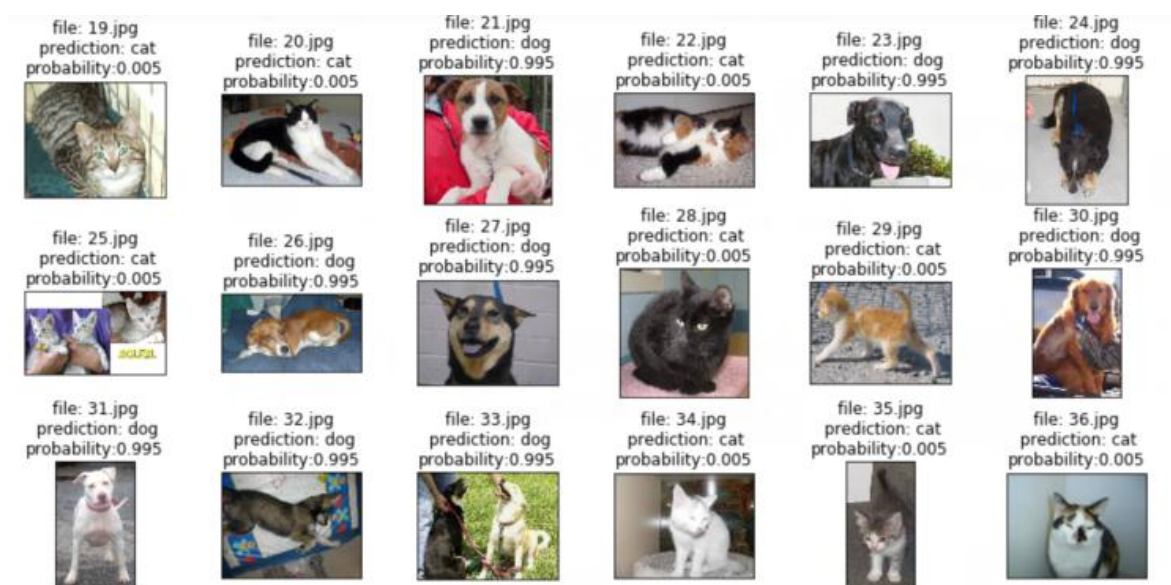 file: 19.jpg
prediction: cat
probability:0.005
file: 20.jpg
prediction: cat
probability:0.005
file: 21.jpg
prediction: dog
probability:0.995
file: 22.jpg
prediction: cat
probability:0.005
file: 23.jpg
prediction: dog
probability:0.995
file: 24.jpg
prediction: dog
probability:0.995
file: 25.jpg
prediction: cat
probability:0.005
file: 26.jpg
prediction: dog
probability:0.995
file: 27.jpg
prediction: dog
probability:0.995
file: 28.jpg
prediction: cat
probability:0.005
file: 29.jpg
prediction: cat
probability:0.005
file: 30.jpg
prediction: dog
probability:0.995
file: 31.jpg
prediction: dog
probability:0.995
file: 32.jpg
prediction: dog
probability:0.995
file: 33.jpg
prediction: dog
probability:0.995
file: 34.jpg
prediction: cat
probability:0.005
file: 35.jpg
prediction: cat
probability:0.005
file: 36.jpg
prediction: cat
probability:0.005